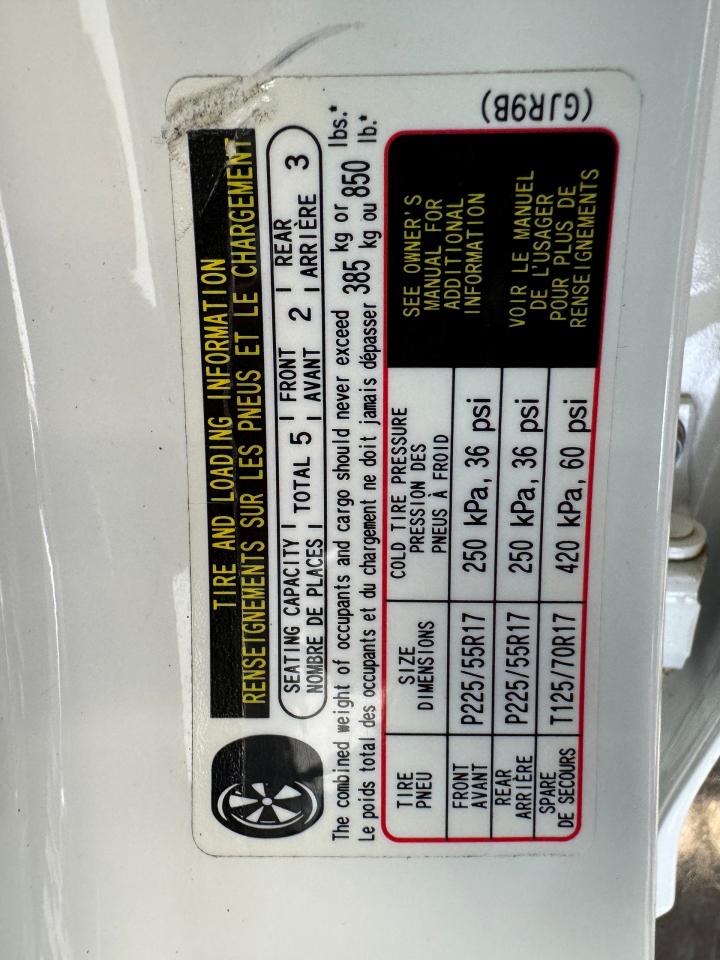 TIRE AND LOADING INFORMATION
RENSEIGNEMENTS SUR LES PNEUS ET LE CHARGEMENT
SEATING CAPACITY TOTAL 5 FRONT 2 REAR 3
NOMBRE DE PLACES AVANT ARRIÈRE
The combined weight of occupants and cargo should never exceed 385 kg or 850 lbs.*
Le poids total des occupants et du chargement ne doit jamais dépasser kg ou lb.*
TIRE SIZE COLD TIRE PRESSURE
PNEU DIMENSIONS PRESSION DES
PNEUS À FROID
FRONT P225/55R17 250 kPa, 36 psi
AVANT
REAR P225/55R17 250 kPa, 36 psi
ARRIÈRE
SPARE T125/70R17 420 kPa, 60 psi
DE SECOURS
SEE OWNER'S
MANUAL FOR
ADDITIONAL
INFORMATION
VOIR LE MANUEL
DE L'USAGER
POUR PLUS DE
RENSEIGNEMENTS
(GJR9B)